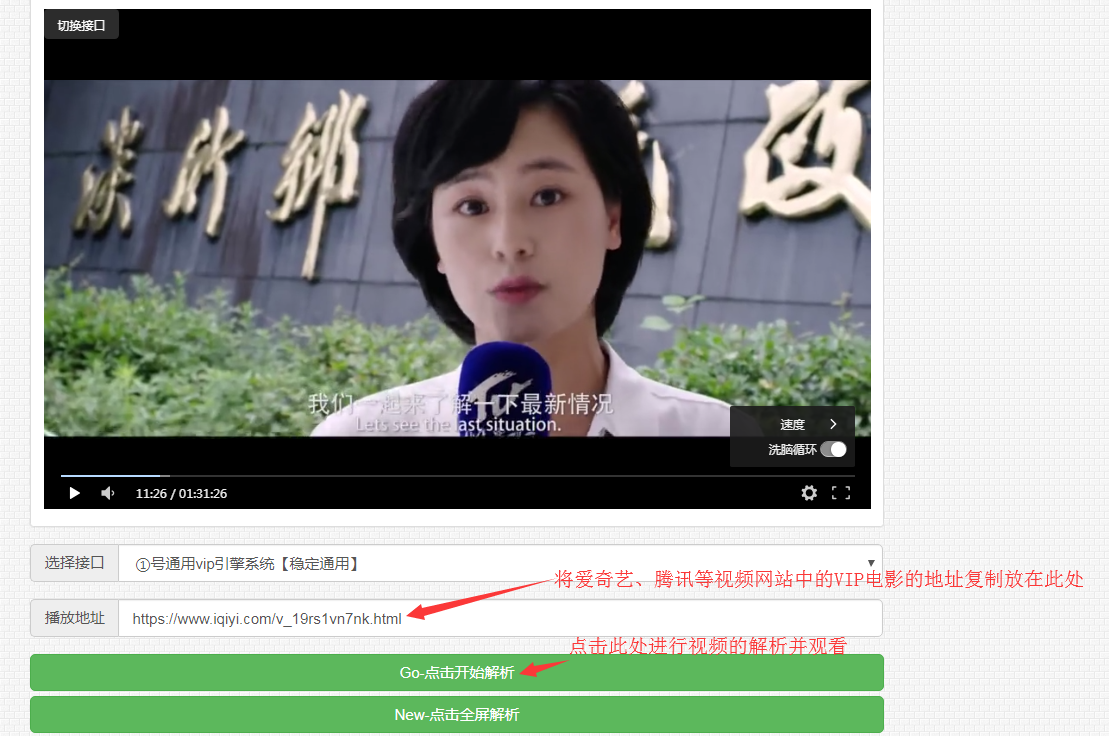 切换接口
我们一起来了解一下最新情况
Lets see the last situation.
速度
洗脑循环
11:26 / 01:31:26
选择接口
①号通用vip引擎系统【稳定通用】
将爱奇艺、腾讯等视频网站中的VIP电影的地址复制放在此处
播放地址
https://www.iqiyi.com/v_19rs1vn7nk.html
点击此处进行视频的解析并观看
Go-点击开始解析
New-点击全屏解析